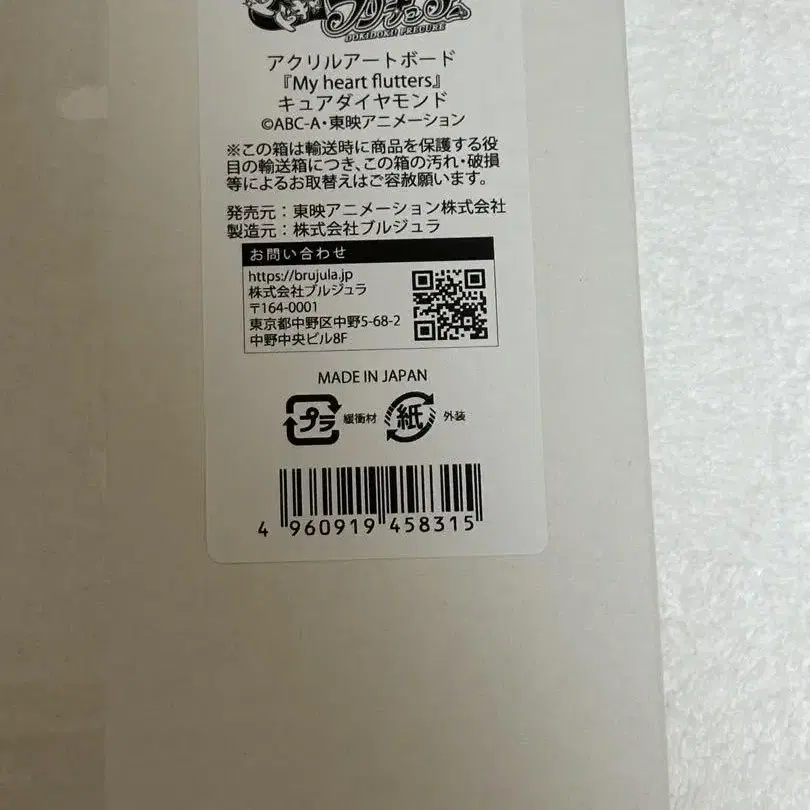 プリキュア
DOKIDOKI! PRECURE
アクリルアートボード
『My heart flutters』
キュアダイヤモンド
©ABC-A・東映アニメーション
※この箱は輸送時に商品を保護する役
目の輸送箱につき、この箱の汚れ・破損
等によるお取替えはご容赦願います。
発売元：東映アニメーション株式会社
製造元：株式会社ブルジュラ
お問い合わせ
https://brujula.jp
株式会社ブルジュラ
〒164-0001
東京都中野区中野5-68-2
中野中央ビル8F
MADE IN JAPAN
プラ 緩衝材 紙 外装
4 960919 458315